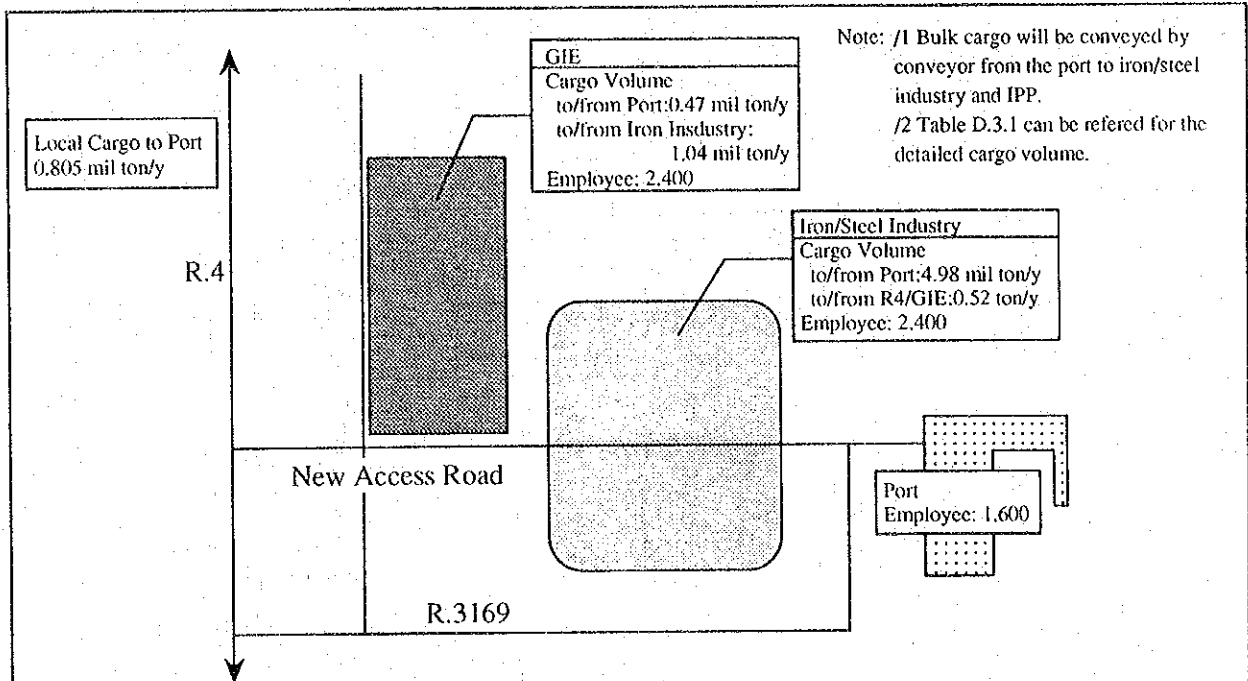 Note: /1 Bulk cargo will be conveyed by
conveyor from the port to iron/steel
industry and IPP.
/2 Table D.3.1 can be refered for the
detailed cargo volume.
GIE
Cargo Volume
to/from Port:0.47 mil ton/y
to/from Iron Insdustry:
1.04 mil ton/y
Employee: 2,400
Local Cargo to Port
0.805 mil ton/y
Iron/Steel Industry
Cargo Volume
to/from Port:4.98 mil ton/y
to/from R4/GIE:0.52 ton/y
Employee: 2,400
R.4
New Access Road
Port
Employee: 1,600
R.3169